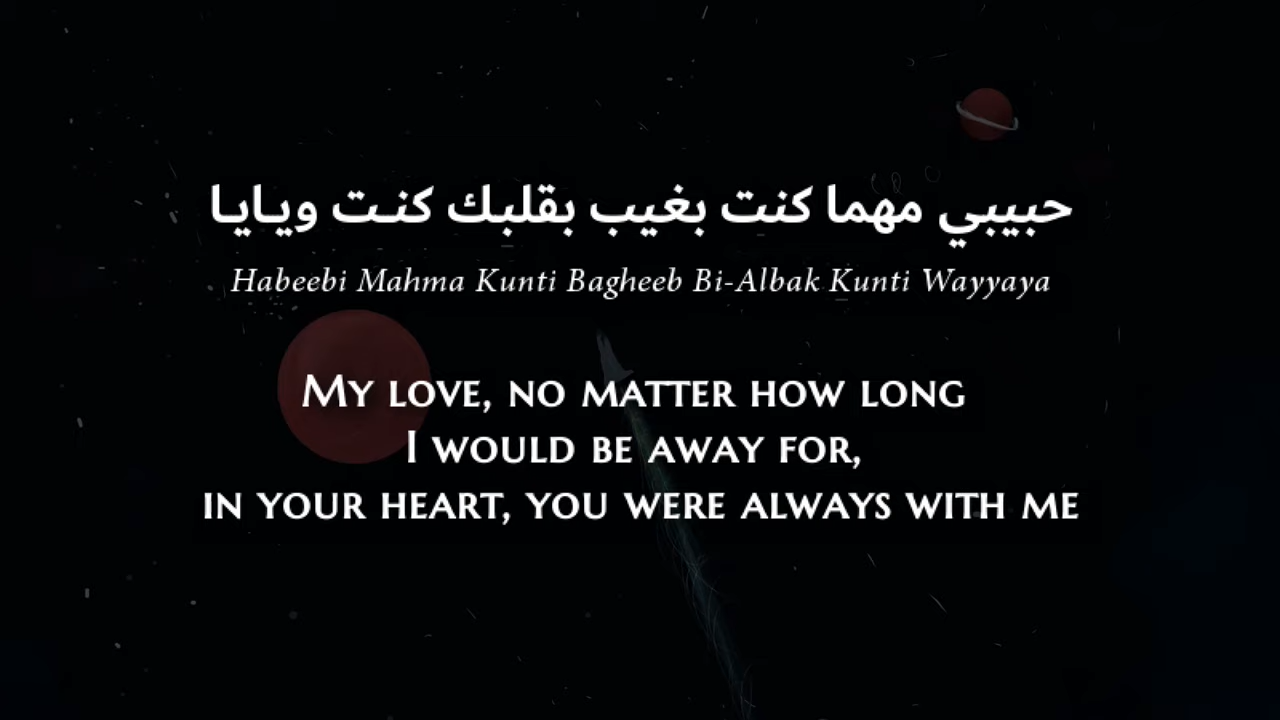 حبيبي مهما كنت بغيب بقلبك كنت ويايا
Habeebi Mahma Kunti Bagheeb Bi-Albak Kunti Wayyaya
My love, no matter how long
I would be away for,
in your heart, you were always with me